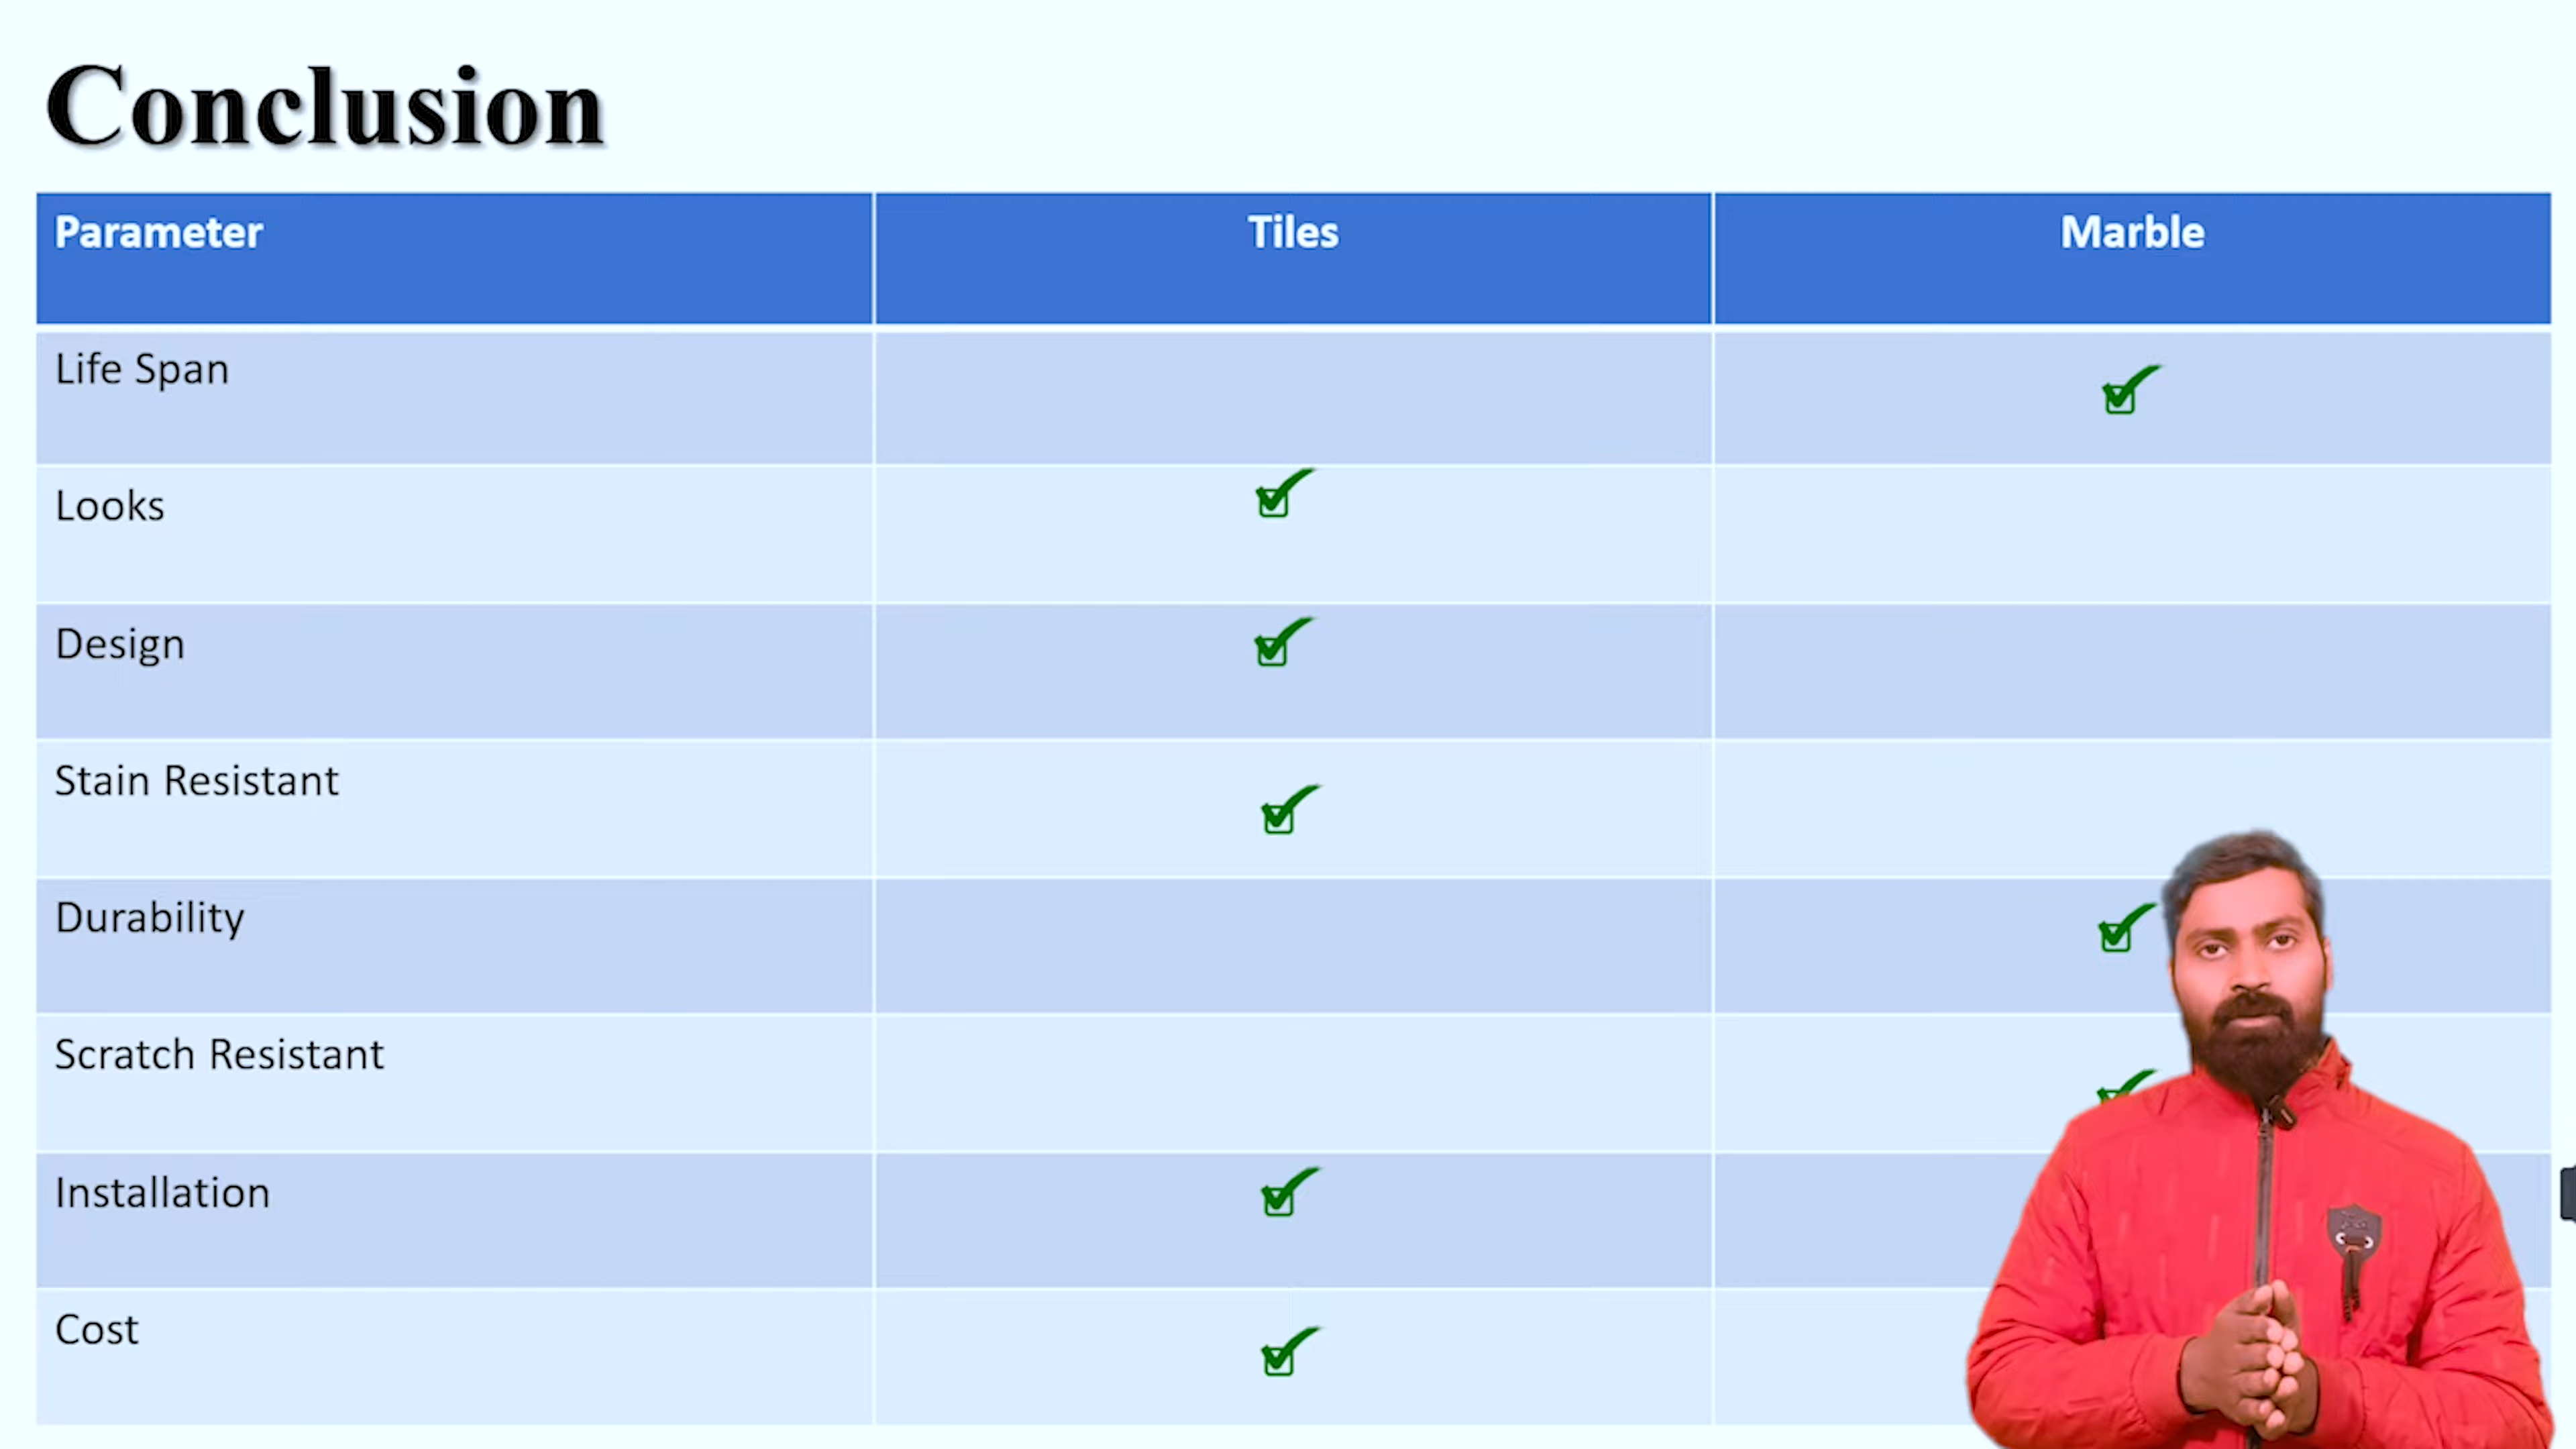 Conclusion
Parameter Tiles Marble
Life Span
Looks
Design
Stain Resistant
Durability
Scratch Resistant
Installation
Cost